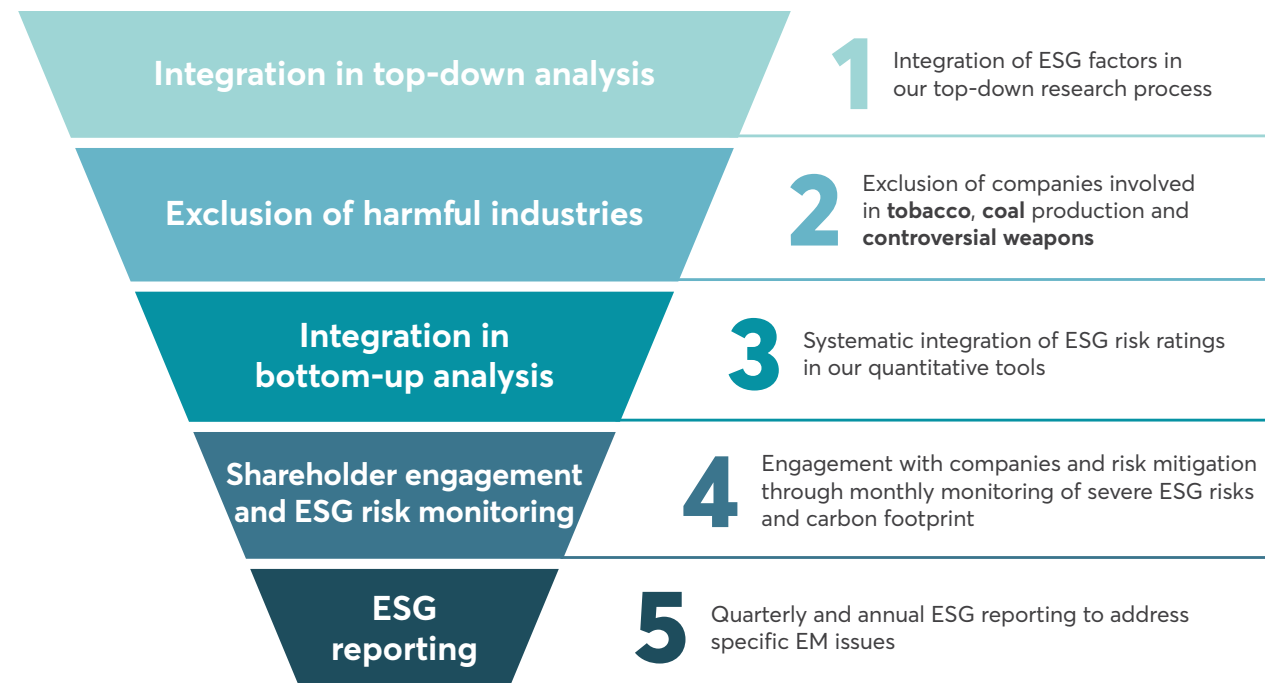 Integration in top-down analysis
1
Integration of ESG factors in
our top-down research process
Exclusion of harmful industries
2
Exclusion of companies involved
in tobacco, coal production and
controversial weapons
Integration in
bottom-up analysis
3
Systematic integration of ESG risk ratings
in our quantitative tools
Shareholder engagement
and ESG risk monitoring
4
Engagement with companies and risk mitigation
through monthly monitoring of severe ESG risks
and carbon footprint
ESG
reporting
5
Quarterly and annual ESG reporting to address
specific EM issues